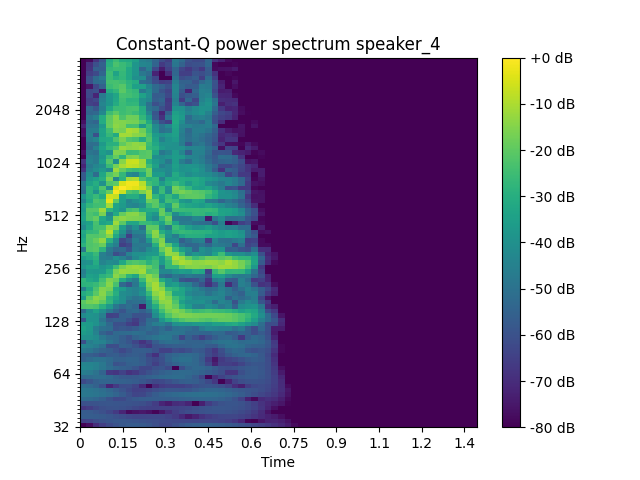 Constant-Q power spectrum speaker_4
Hz
2048
1024
512
256
128
64
32
0 0.15 0.3 0.45 0.6 0.75 0.9 1.1 1.2 1.4
Time
+0 dB
-10 dB
-20 dB
-30 dB
-40 dB
-50 dB
-60 dB
-70 dB
-80 dB